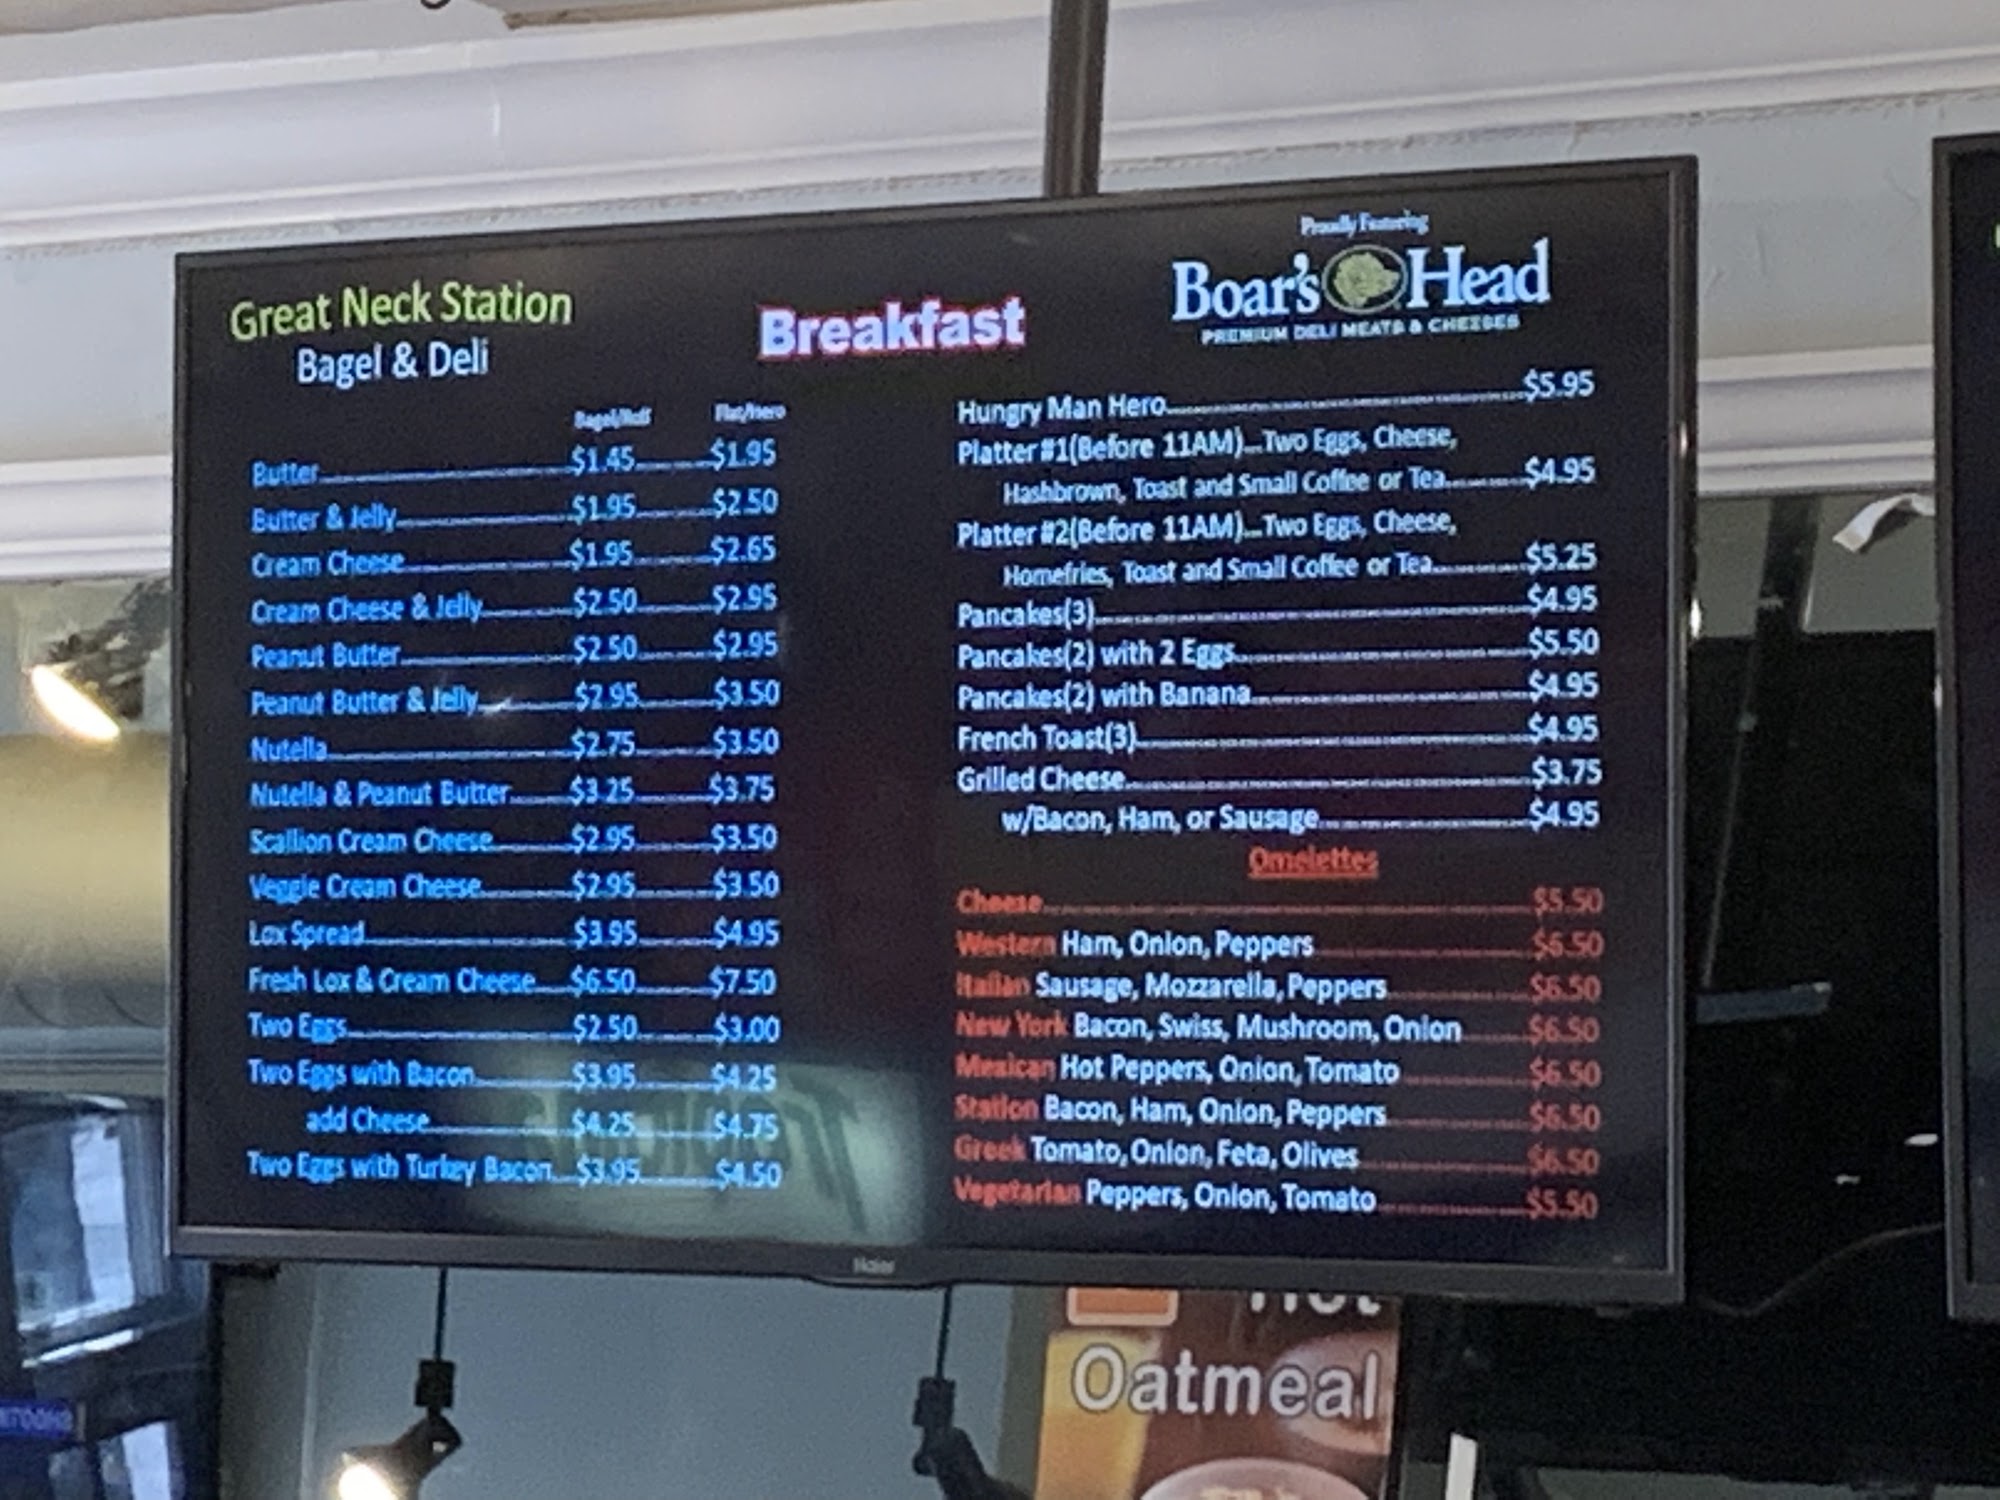 Great Neck Station
Bagel & Deli
Breakfast
Proudly Featuring
Boar's Head
PREMIUM DELI MEATS & CHEESES
Bagel/Roll Flat/Hero
Butter $1.45 $1.95
Butter & Jelly $1.95 $2.50
Cream Cheese $1.95 $2.65
Cream Cheese & Jelly $2.50 $2.95
Peanut Butter $2.50 $2.95
Peanut Butter & Jelly $2.95 $3.50
Nutella $2.75 $3.50
Nutella & Peanut Butter $3.25 $3.75
Scallion Cream Cheese $2.95 $3.50
Veggie Cream Cheese $2.95 $3.50
Lox Spread $3.95 $4.95
Fresh Lox & Cream Cheese $6.50 $7.50
Two Eggs $2.50 $3.00
Two Eggs with Bacon $3.95 $4.25
add Cheese $4.25 $4.75
Two Eggs with Turkey Bacon $3.95 $4.50
Hungry Man Hero $5.95
Platter #1(Before 11AM)...Two Eggs, Cheese,
Hashbrown, Toast and Small Coffee or Tea $4.95
Platter #2(Before 11AM)...Two Eggs, Cheese,
Homefries, Toast and Small Coffee or Tea $5.25
Pancakes(3) $4.95
Pancakes(2) with 2 Eggs $5.50
Pancakes(2) with Banana $4.95
French Toast(3) $4.95
Grilled Cheese $3.75
w/Bacon, Ham, or Sausage $4.95
Omelettes
Cheese $5.50
Western Ham, Onion, Peppers $6.50
Italian Sausage, Mozzarella, Peppers $6.50
New York Bacon, Swiss, Mushroom, Onion $6.50
Mexican Hot Peppers, Onion, Tomato $6.50
Station Bacon, Ham, Onion, Peppers $6.50
Greek Tomato, Onion, Feta, Olives $6.50
Vegetarian Peppers, Onion, Tomato $5.50
Haier
Hot
Oatmeal